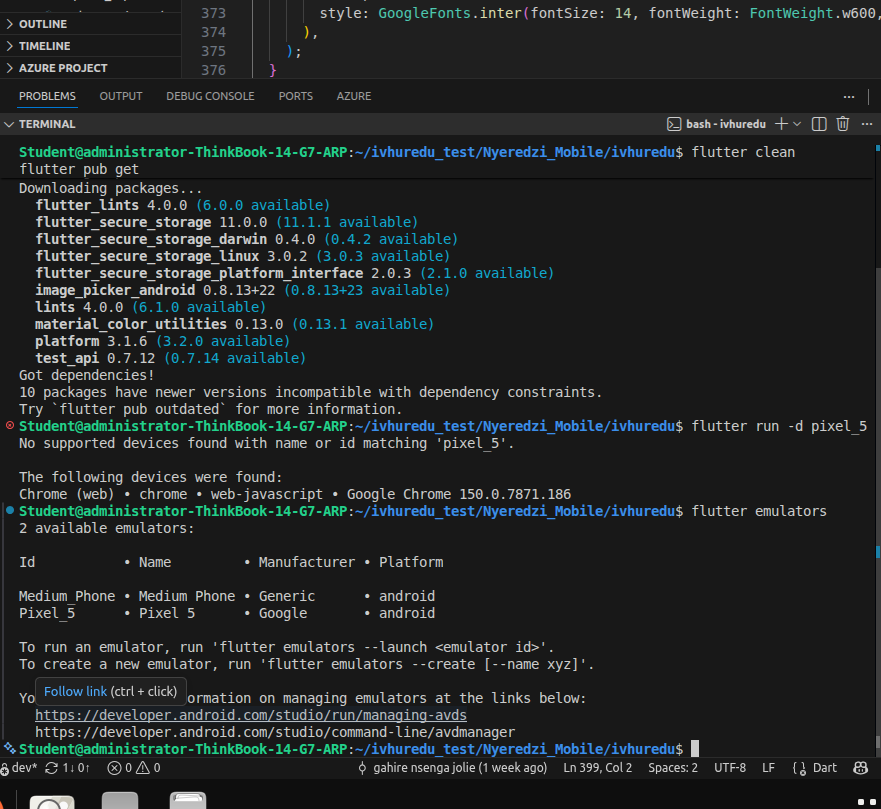 OUTLINE
TIMELINE
AZURE PROJECT
373 style: GoogleFonts.inter(fontSize: 14, fontWeight: FontWeight.w600,
374 ),
375 );
376 }
PROBLEMS OUTPUT DEBUG CONSOLE PORTS AZURE
TERMINAL bash - ivhuredu
Student@administrator-ThinkBook-14-G7-ARP:~/ivhuredu_test/Nyeredzi_Mobile/ivhuredu$ flutter clean
flutter pub get
Downloading packages...
flutter_lints 4.0.0 (6.0.0 available)
flutter_secure_storage 11.0.0 (11.1.1 available)
flutter_secure_storage_darwin 0.4.0 (0.4.2 available)
flutter_secure_storage_linux 3.0.2 (3.0.3 available)
flutter_secure_storage_platform_interface 2.0.3 (2.1.0 available)
image_picker_android 0.8.13+22 (0.8.13+23 available)
lints 4.0.0 (6.1.0 available)
material_color_utilities 0.13.0 (0.13.1 available)
platform 3.1.6 (3.2.0 available)
test_api 0.7.12 (0.7.14 available)
Got dependencies!
10 packages have newer versions incompatible with dependency constraints.
Try `flutter pub outdated` for more information.
Student@administrator-ThinkBook-14-G7-ARP:~/ivhuredu_test/Nyeredzi_Mobile/ivhuredu$ flutter run -d pixel_5
No supported devices found with name or id matching 'pixel_5'.
The following devices were found:
Chrome (web) • chrome • web-javascript • Google Chrome 150.0.7871.186
Student@administrator-ThinkBook-14-G7-ARP:~/ivhuredu_test/Nyeredzi_Mobile/ivhuredu$ flutter emulators
2 available emulators:
Id • Name • Manufacturer • Platform
Medium_Phone • Medium Phone • Generic • android
Pixel_5 • Pixel 5 • Google • android
To run an emulator, run 'flutter emulators --launch <emulator id>'.
To create a new emulator, run 'flutter emulators --create [--name xyz]'.
Follow link (ctrl + click)
Yo ormation on managing emulators at the links below:
https://developer.android.com/studio/run/managing-avds
https://developer.android.com/studio/command-line/avdmanager
Student@administrator-ThinkBook-14-G7-ARP:~/ivhuredu_test/Nyeredzi_Mobile/ivhuredu$
dev* 1↓ 0↑ 0 0 gahire nsenga jolie (1 week ago) Ln 399, Col 2 Spaces: 2 UTF-8 LF {} Dart